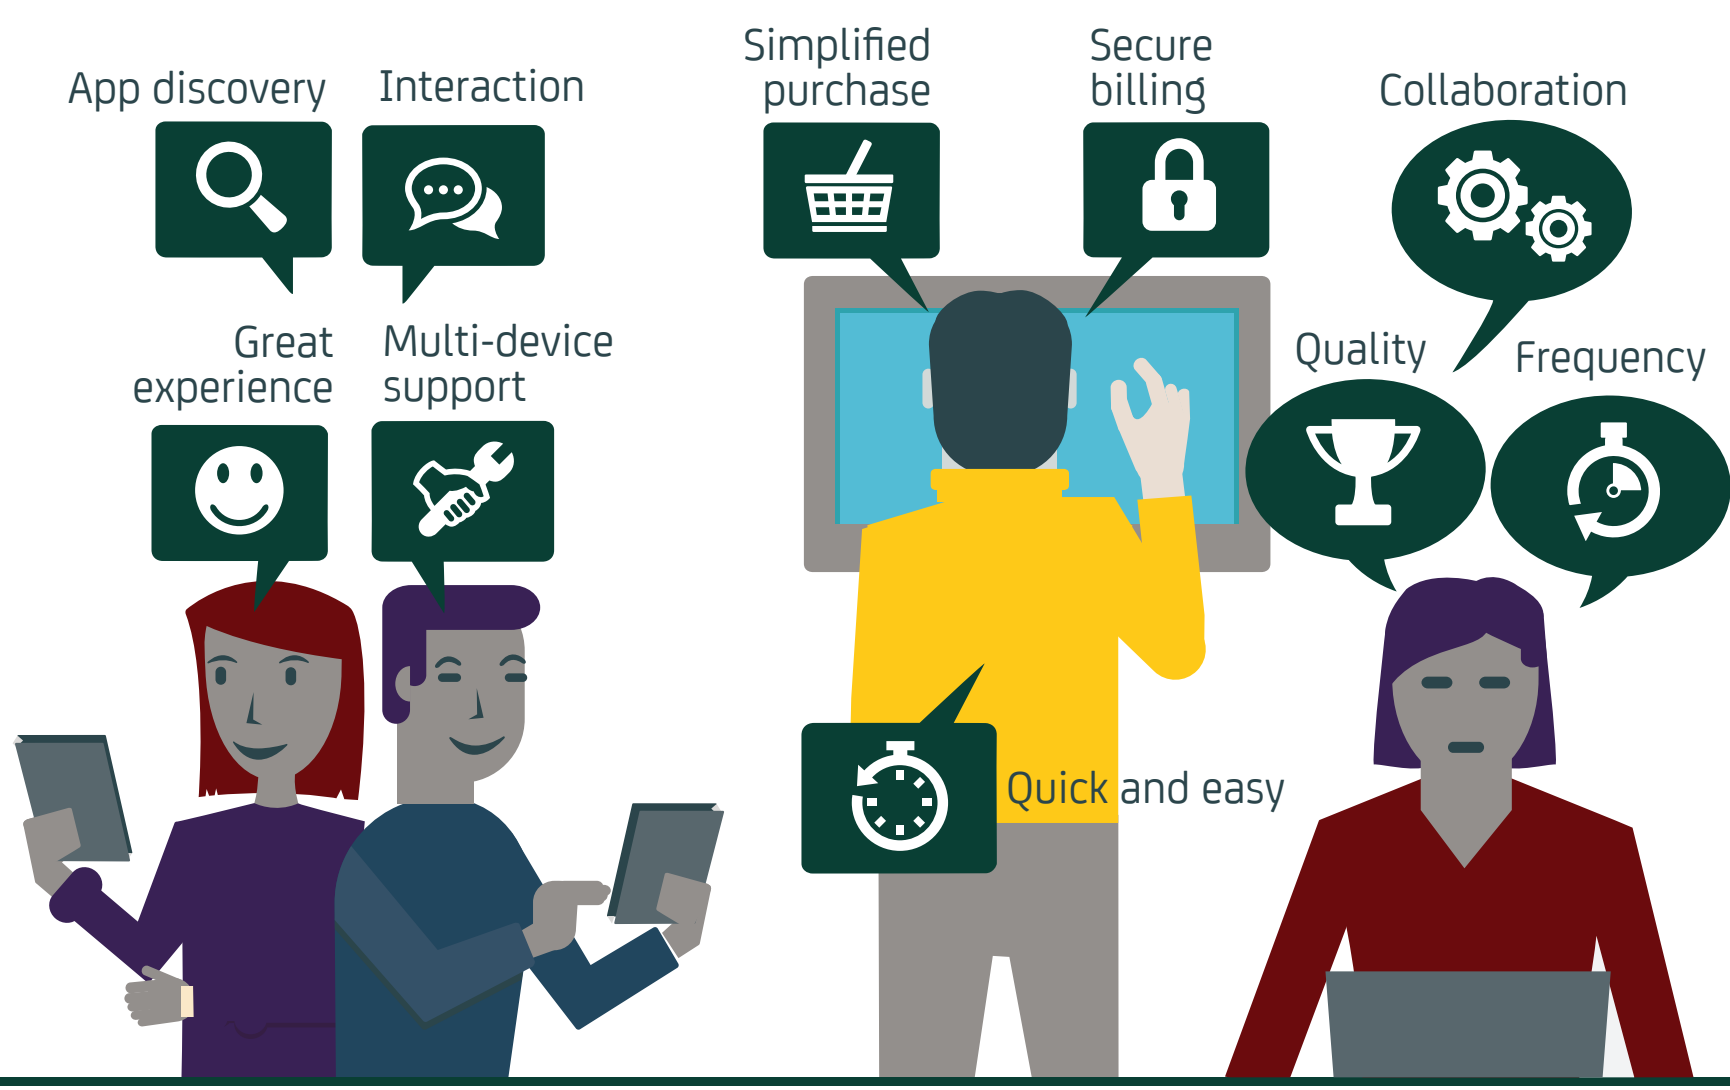 App discovery
Interaction
Great
experience
Multi-device
support
Simplified
purchase
Secure
billing
Quick and easy
Collaboration
Quality
Frequency